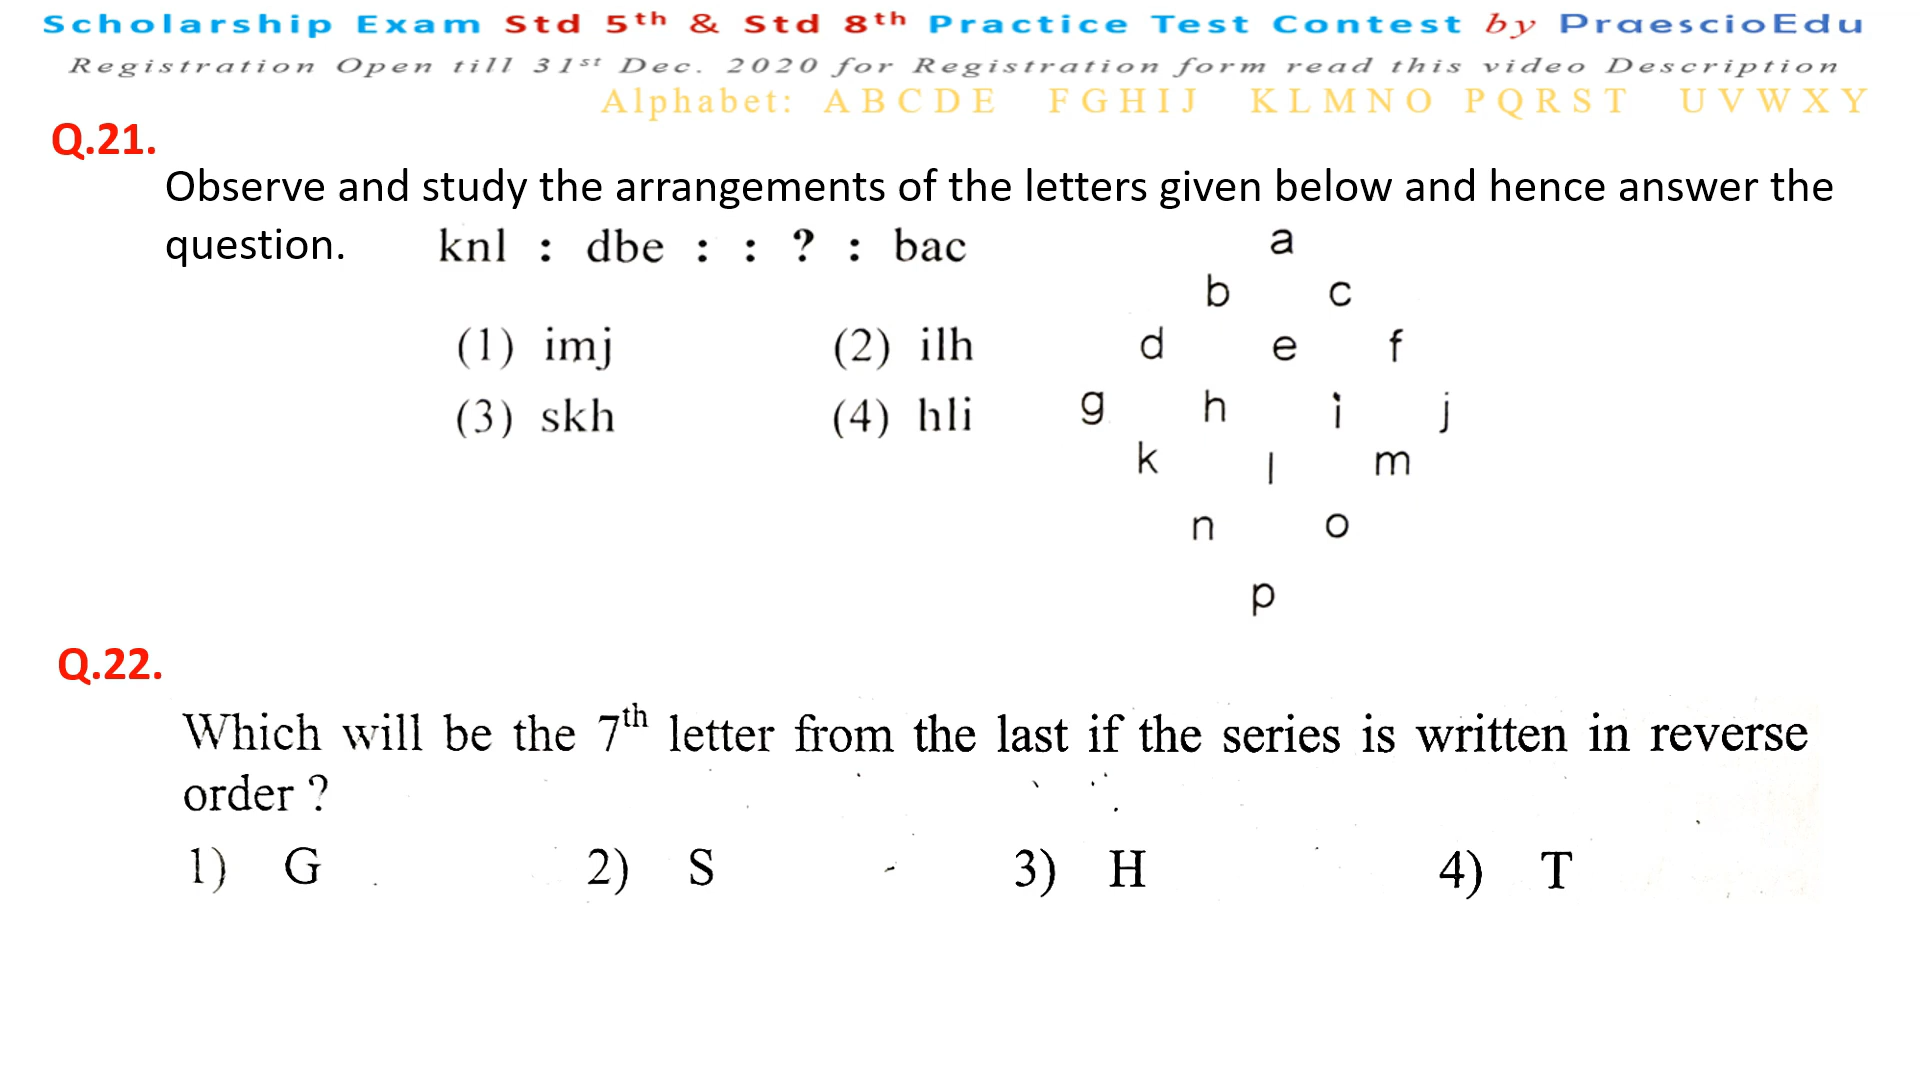 Scholarship Exam Std 5th & Std 8th Practice Test Contest by PraescioEdu
Registration Open till 31st Dec. 2020 for Registration form read this video Description
Alphabet: A B C D E F G H I J K L M N O P Q R S T U V W X Y
Q.21.
Observe and study the arrangements of the letters given below and hence answer the
question. knl : dbe : : ? : bac
(1) imj (2) ilh
(3) skh (4) hli
a
b c
d e f
g h i j
k l m
n o
p
Q.22.
Which will be the 7th letter from the last if the series is written in reverse
order ?
1) G 2) S 3) H 4) T